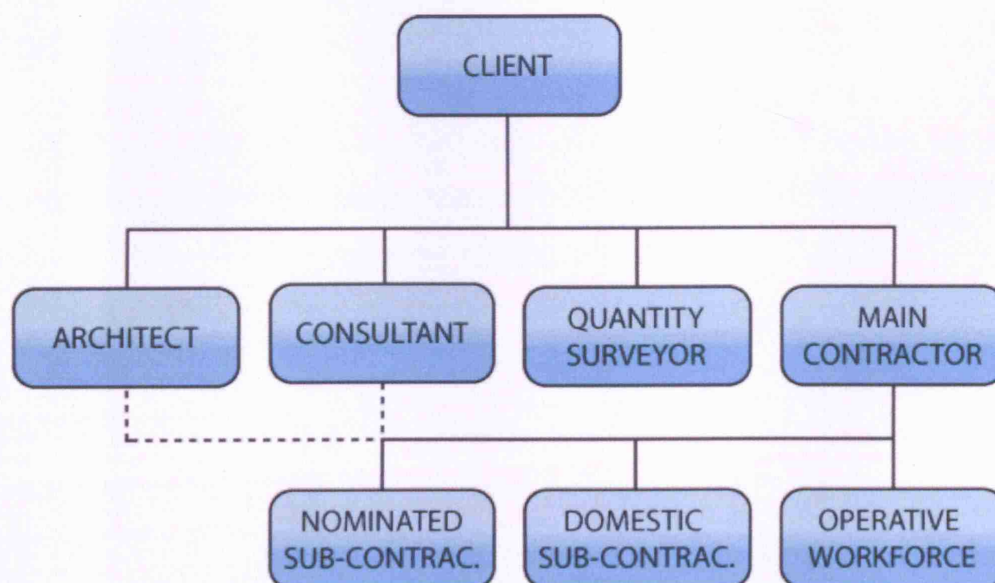 CLIENT
ARCHITECT
CONSULTANT
QUANTITY
SURVEYOR
MAIN
CONTRACTOR
NOMINATED
SUB-CONTRAC.
DOMESTIC
SUB-CONTRAC.
OPERATIVE
WORKFORCE